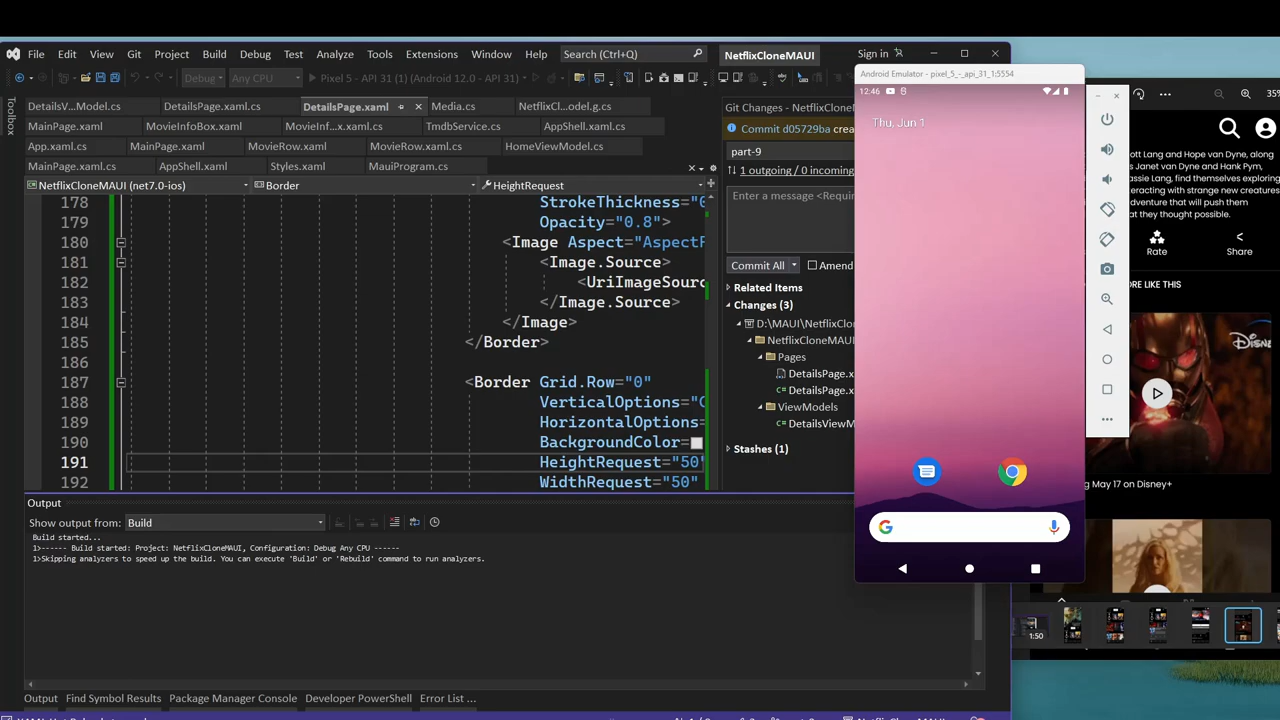 File Edit View Git Project Build Debug Test Analyze Tools Extensions Window Help Search (Ctrl+Q) NetflixCloneMAUI Sign in
Debug Any CPU Pixel 5 - API 31 (Android 12.0 - API 31)
DetailsV...Model.cs DetailsPage.xaml.cs DetailsPage.xaml Media.cs NetflixCl...odel.g.cs
MainPage.xaml MovieInfoBox.xaml MovieInf...x.xaml.cs TmdbService.cs AppShell.xaml.cs
App.xaml.cs MainPage.xaml MovieRow.xaml MovieRow.xaml.cs HomeViewModel.cs
MainPage.xaml.cs AppShell.xaml Styles.xaml MauiProgram.cs
NetflixCloneMAUI (net7.0-ios) Border HeightRequest
178 StrokeThickness="0
179 Opacity="0.8">
180 <Image Aspect="AspectF
181 <Image.Source>
182 <UriImageSourc
183 </Image.Source>
184 </Image>
185 </Border>
186
187 <Border Grid.Row="0"
188 VerticalOptions="C
189 HorizontalOptions=
190 BackgroundColor=
191 HeightRequest="50"
192 WidthRequest="50"
Git Changes - NetflixClone
Commit d05729ba crea
part-9
1 outgoing / 0 incoming
Enter a message <Require
Commit All Amend
Related Items
Changes (3)
D:\MAUI\NetflixClon
NetflixCloneMAUI
Pages
DetailsPage.x
DetailsPage.x
ViewModels
DetailsViewM
Stashes (1)
Output
Show output from: Build
Build started...
1>------ Build started: Project: NetflixCloneMAUI, Configuration: Debug Any CPU ------
1>Skipping analyzers to speed up the build. You can execute 'Build' or 'Rebuild' command to run analyzers.
Output Find Symbol Results Package Manager Console Developer PowerShell Error List ...
Android Emulator - pixel_5_-_api_31_1:5554
12:46
Thu, Jun 1
G
35%
ott Lang and Hope van Dyne, along
s Janet van Dyne and Hank Pym,
assie Lang, find themselves exploring
teracting with strange new creatures
adventure that will push them
at they thought possible.
Rate Share
ORE LIKE THIS
Disney
g May 17 on Disney+
1:50